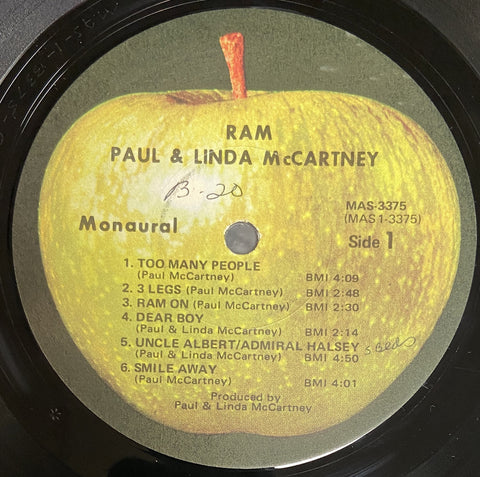 RAM
PAUL & LINDA McCARTNEY
B-20
Monaural
MAS-3375
(MAS 1-3375)
Side 1
1. TOO MANY PEOPLE
(Paul McCartney) BMI 4:09
2. 3 LEGS (Paul McCartney) BMI 2:48
3. RAM ON (Paul McCartney) BMI 2:30
4. DEAR BOY
(Paul & Linda McCartney) BMI 2:14
5. UNCLE ALBERT/ADMIRAL HALSEY
(Paul & Linda McCartney) BMI 4:50
6. SMILE AWAY
(Paul McCartney) BMI 4:01
Produced by
Paul & Linda McCartney